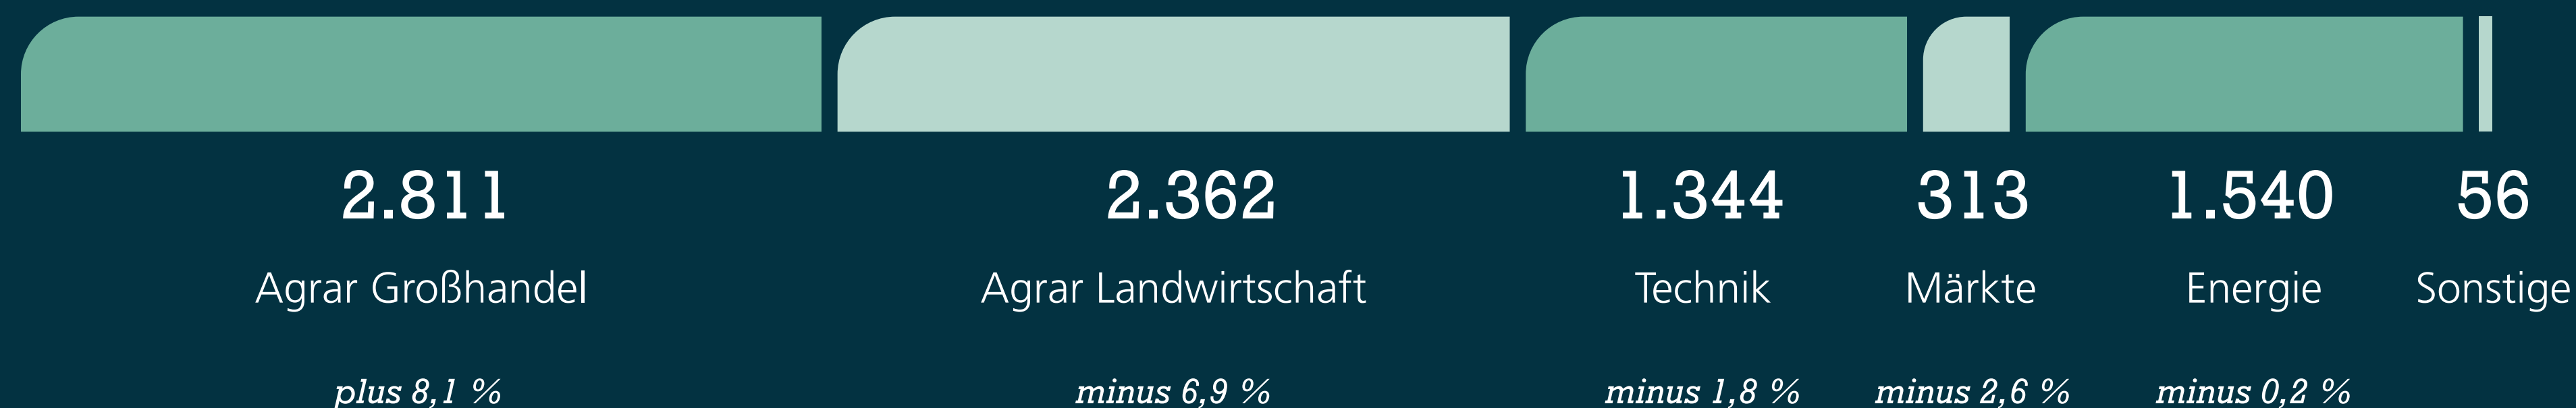 2.811 2.362 1.344 313 1.540 56
Agrar Großhandel Agrar Landwirtschaft Technik Märkte Energie Sonstige
plus 8,1 % minus 6,9 % minus 1,8 % minus 2,6 % minus 0,2 %